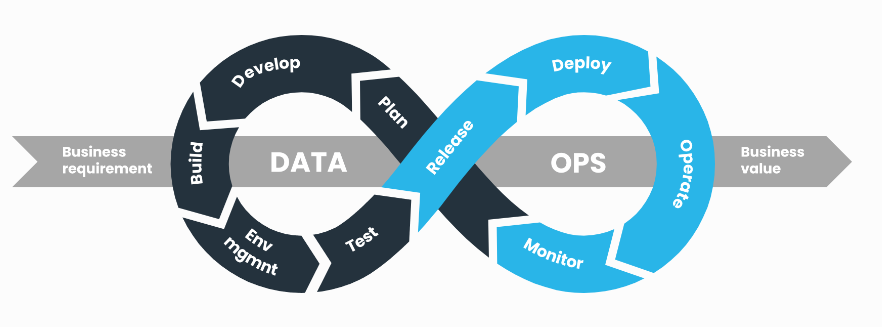 Business
requirement
DATA
Plan
Develop
Build
Env
mgmnt
Test
Release
OPS
Deploy
Operate
Monitor
Business
value